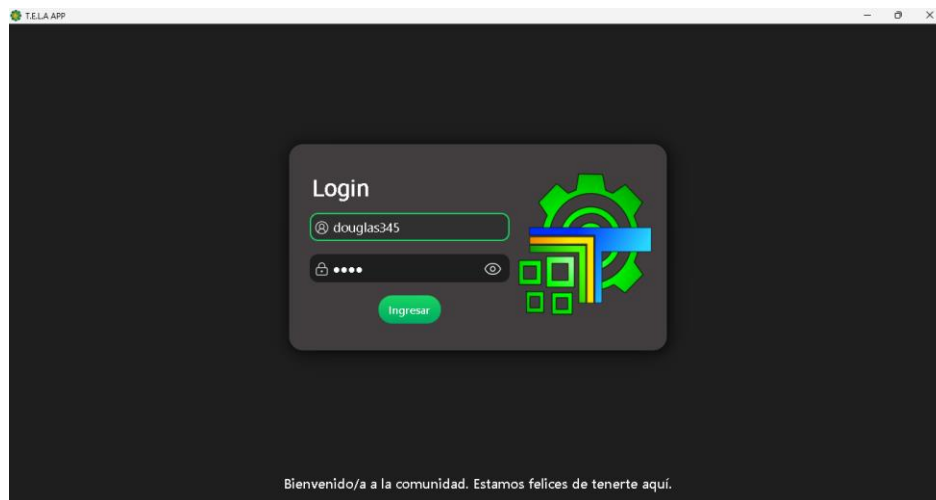 T.E.L.A APP
Login
douglas345
••••
Ingresar
Bienvenido/a a la comunidad. Estamos felices de tenerte aquí.